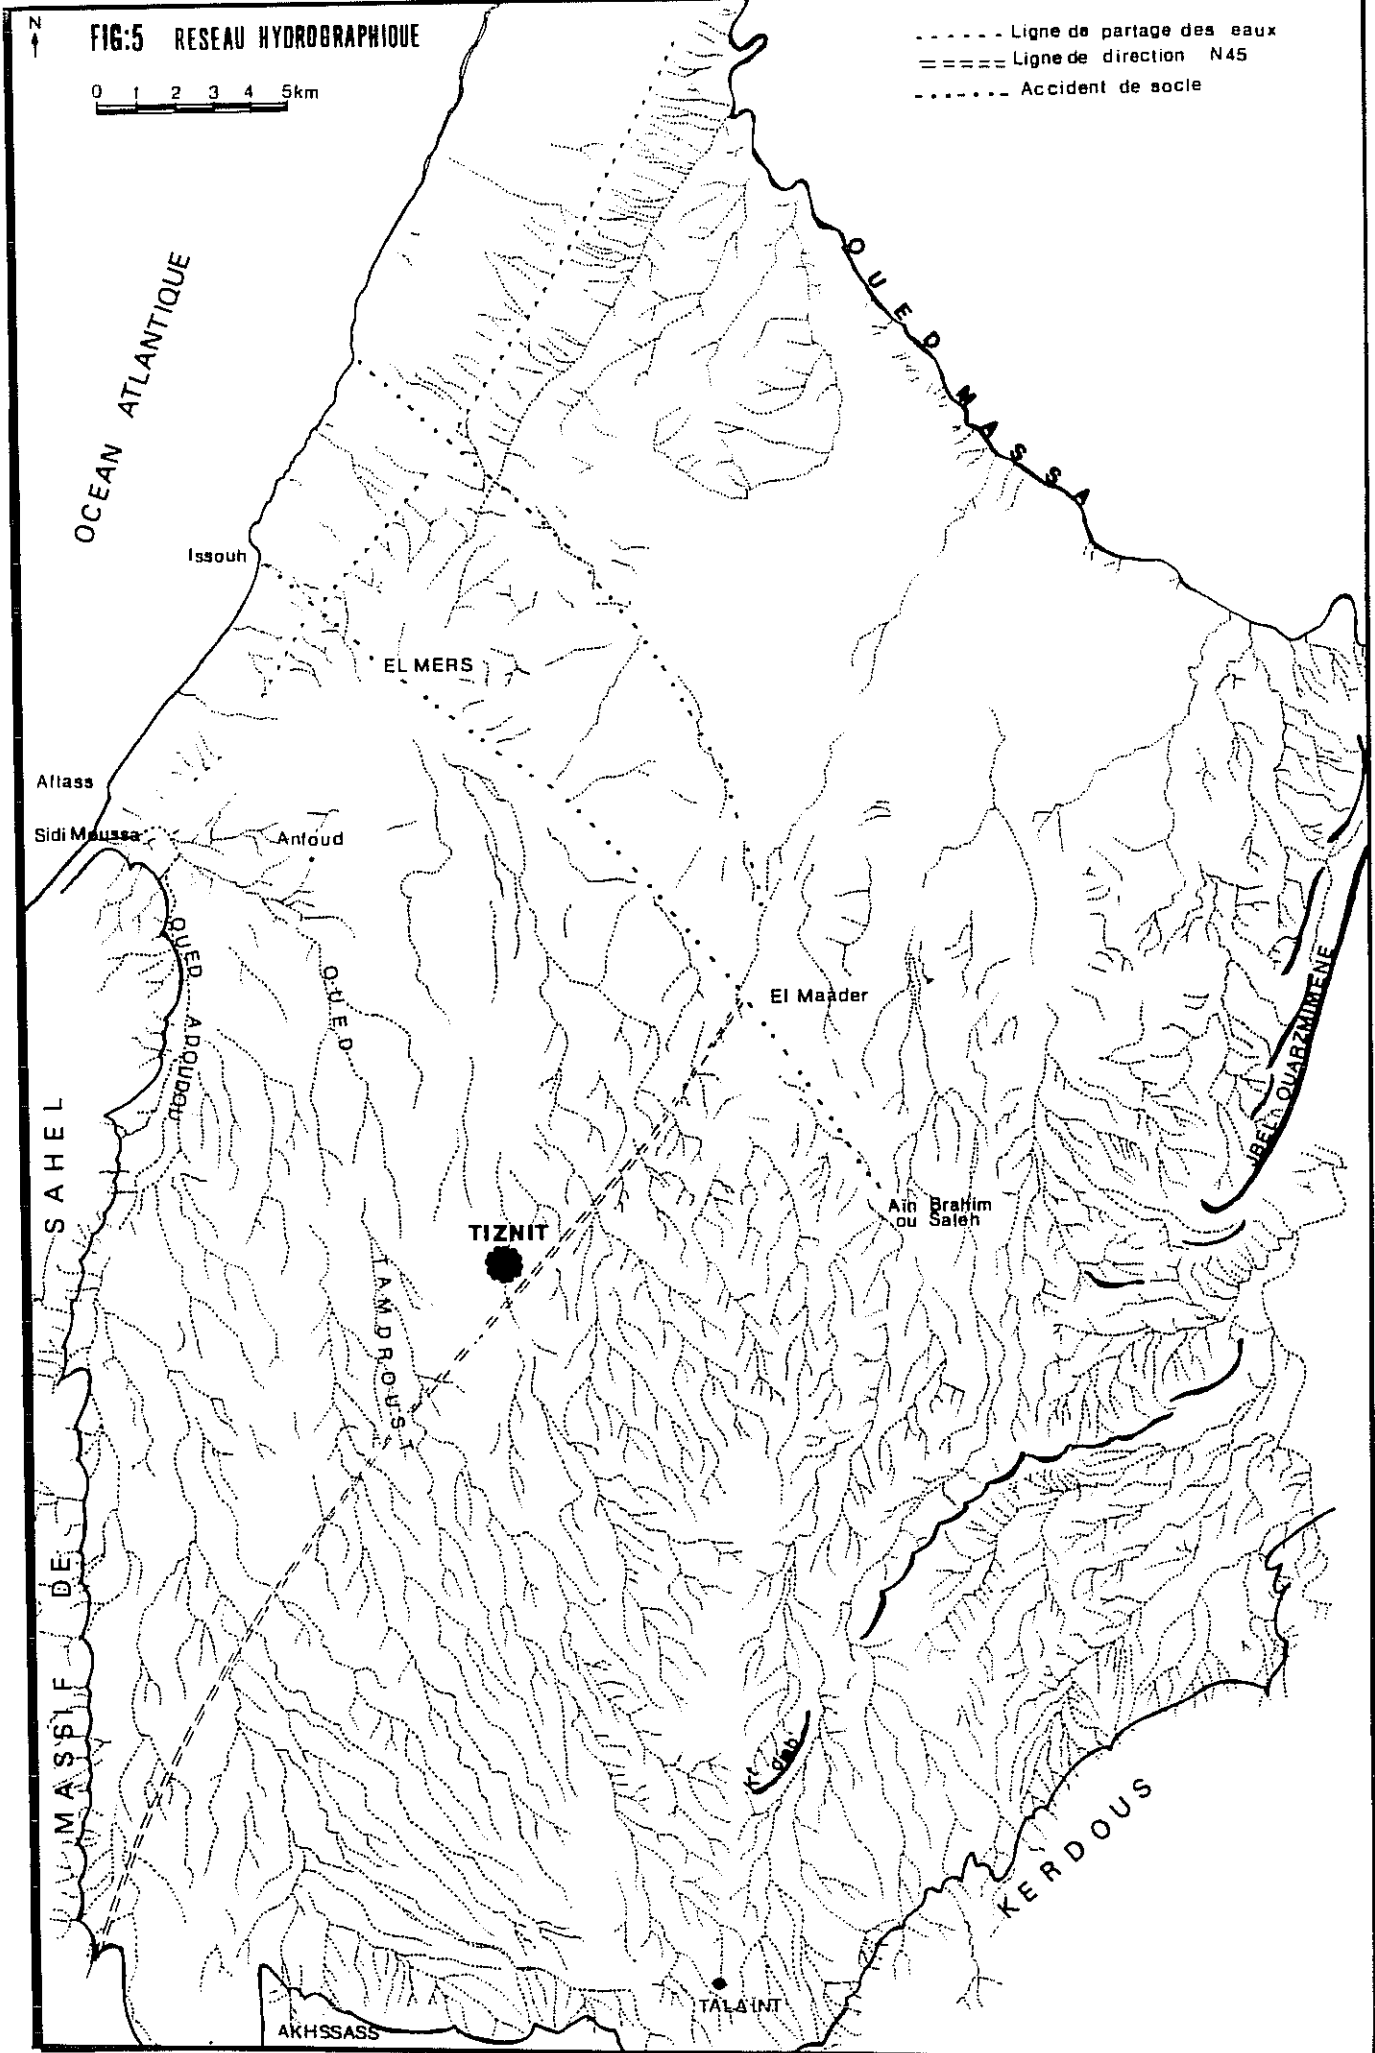 N
FIG:5 RESEAU HYDROGRAPHIQUE
0 1 2 3 4 5km
Ligne de partage des eaux
Ligne de direction N45
Accident de socle
OCEAN ATLANTIQUE
OUED MASSA
Issouh
EL MERS
Aftass
Sidi Moussa
Anfoud
OUED ADOUDOU
OUED TAMDROUST
El Maader
JBEL OUARZMIMENE
Ain Brahim
ou Saleh
TIZNIT
MASSIF DE SAHEL
KERDOUS
TALAINT
AKHSSASS